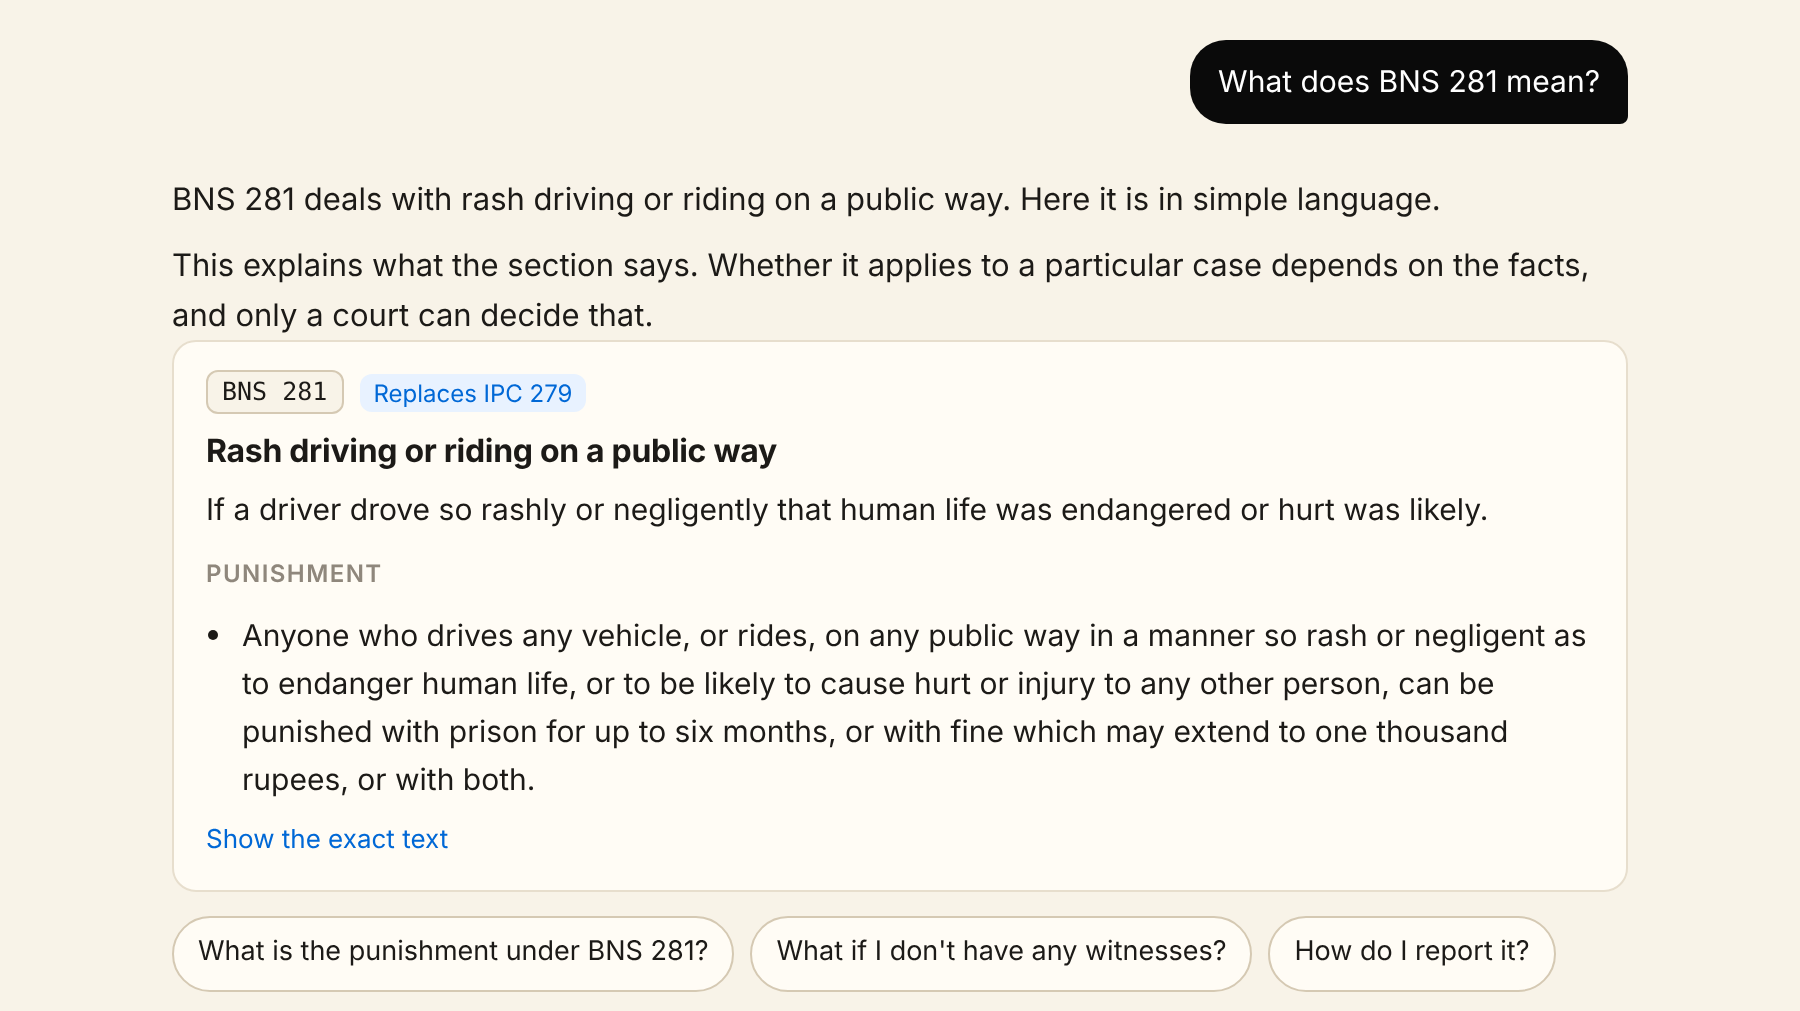 What does BNS 281 mean?
BNS 281 deals with rash driving or riding on a public way. Here it is in simple language.
This explains what the section says. Whether it applies to a particular case depends on the facts,
and only a court can decide that.
BNS 281 Replaces IPC 279
Rash driving or riding on a public way
If a driver drove so rashly or negligently that human life was endangered or hurt was likely.
PUNISHMENT
• Anyone who drives any vehicle, or rides, on any public way in a manner so rash or negligent as
to endanger human life, or to be likely to cause hurt or injury to any other person, can be
punished with prison for up to six months, or with fine which may extend to one thousand
rupees, or with both.
Show the exact text
What is the punishment under BNS 281? What if I don't have any witnesses? How do I report it?